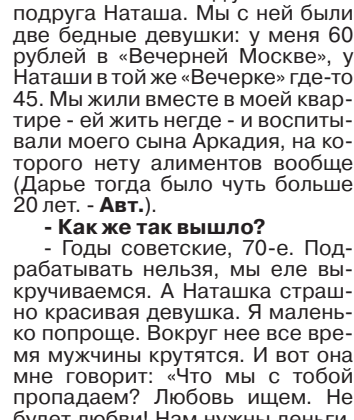 подруга Наташа. Мы с ней были
две бедные девушки: у меня 60
рублей в «Вечерней Москве», у
Наташи в той же «Вечерке» где-то
45. Мы жили вместе в моей квар-
тире - ей жить негде - и воспиты-
вали моего сына Аркадия, на ко-
торого нету алиментов вообще
(Дарье тогда было чуть больше
20 лет. - Авт.).
- Как же так вышло?
- Годы советские, 70-е. Под-
рабатывать нельзя, мы еле вы-
кручиваемся. А Наташка страш-
но красивая девушка. Я малень-
ко попроще. Вокруг нее все вре-
мя мужчины крутятся. И вот она
мне говорит: «Что мы с тобой
пропадаем? Любовь ищем. Не
будет любви! Нам нужны деньги,